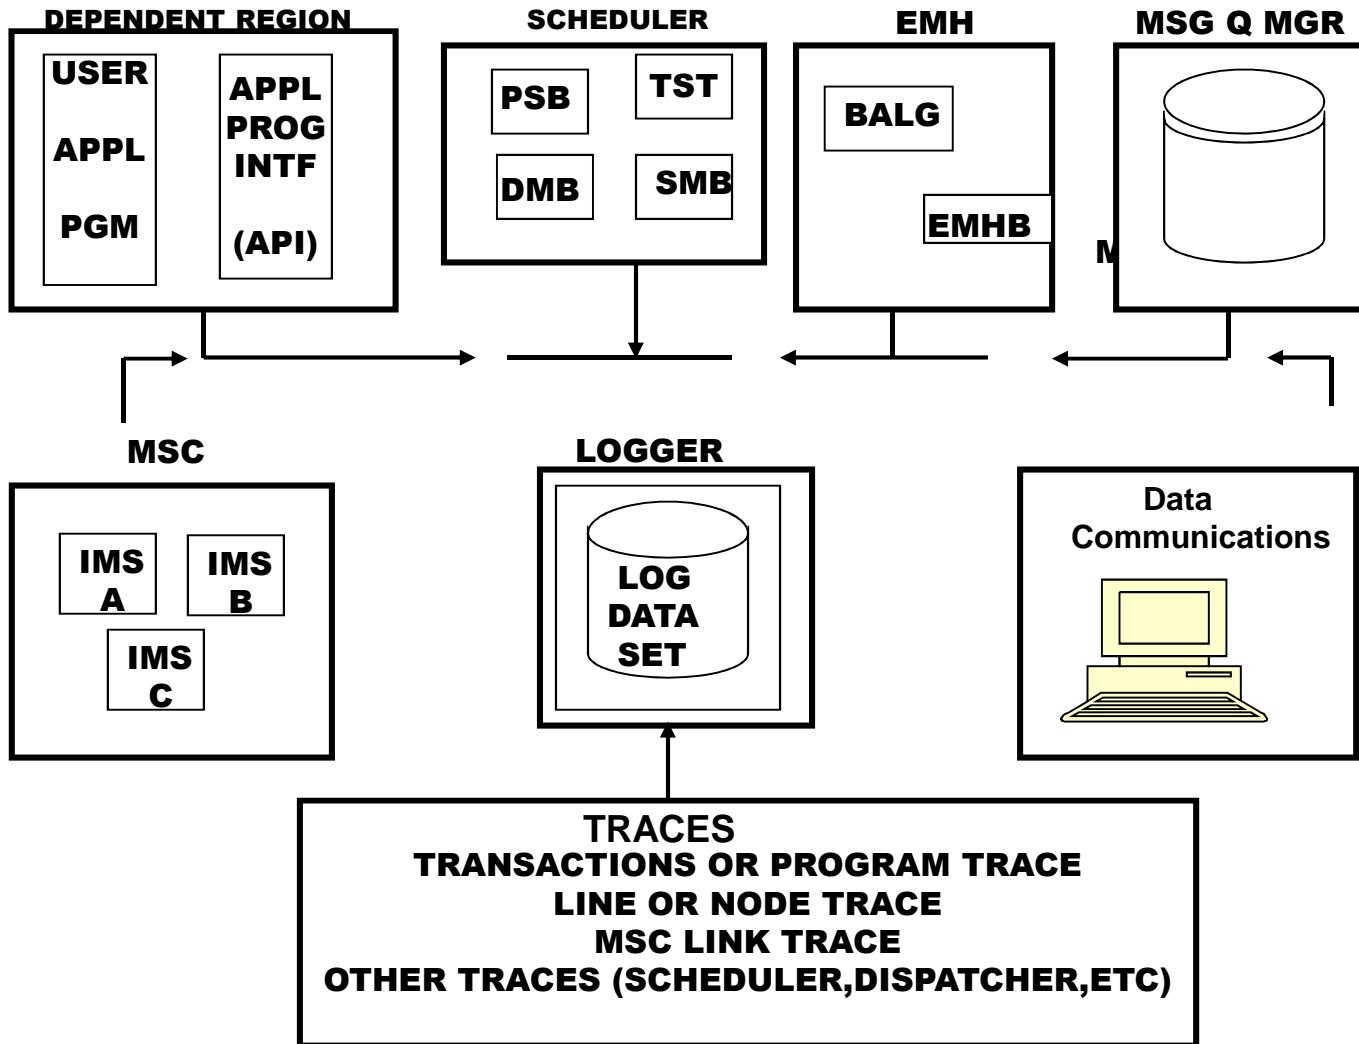 DEPENDENT REGION
USER
APPL
PGM
APPL
PROG
INTF
(API)
SCHEDULER
PSB
TST
DMB
SMB
EMH
BALG
EMHB
MSG Q MGR
M
MSC
IMS
A
IMS
B
IMS
C
LOGGER
LOG
DATA
SET
Data
Communications
TRACES
TRANSACTIONS OR PROGRAM TRACE
LINE OR NODE TRACE
MSC LINK TRACE
OTHER TRACES (SCHEDULER,DISPATCHER,ETC)